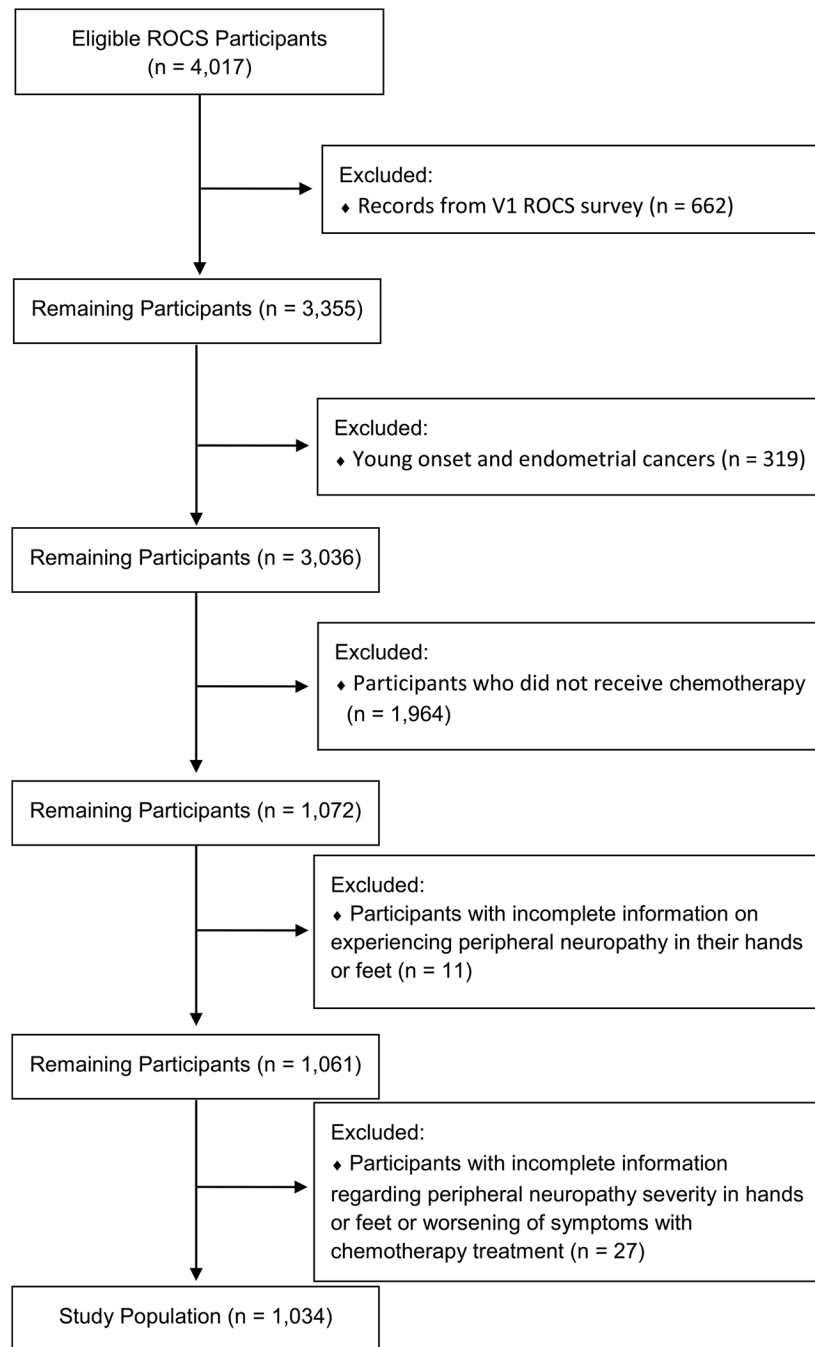 Eligible ROCS Participants
(n = 4,017)
Excluded:
♦ Records from V1 ROCS survey (n = 662)
Remaining Participants (n = 3,355)
Excluded:
♦ Young onset and endometrial cancers (n = 319)
Remaining Participants (n = 3,036)
Excluded:
♦ Participants who did not receive chemotherapy
(n = 1,964)
Remaining Participants (n = 1,072)
Excluded:
♦ Participants with incomplete information on
experiencing peripheral neuropathy in their hands
or feet (n = 11)
Remaining Participants (n = 1,061)
Excluded:
♦ Participants with incomplete information
regarding peripheral neuropathy severity in hands
or feet or worsening of symptoms with
chemotherapy treatment (n = 27)
Study Population (n = 1,034)